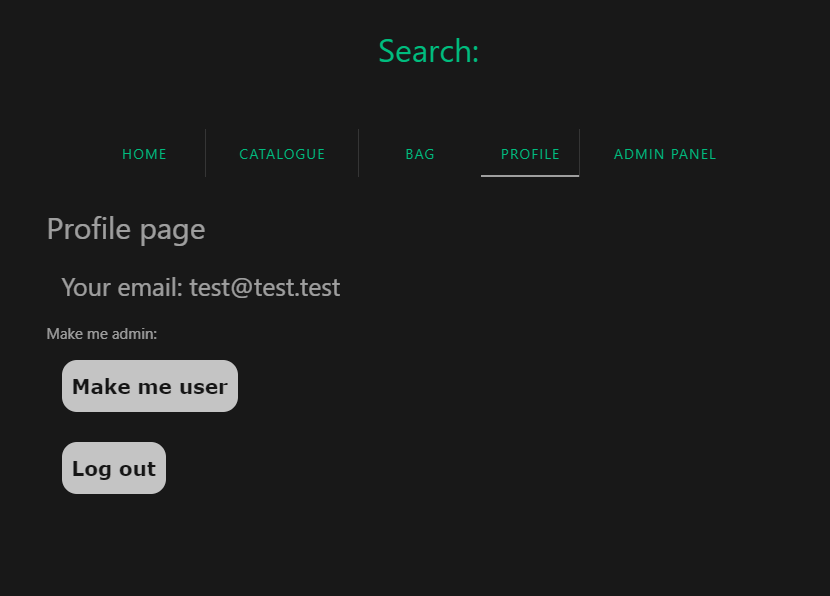 Search:
HOME CATALOGUE BAG PROFILE ADMIN PANEL
Profile page
Your email: test@test.test
Make me admin:
Make me user
Log out